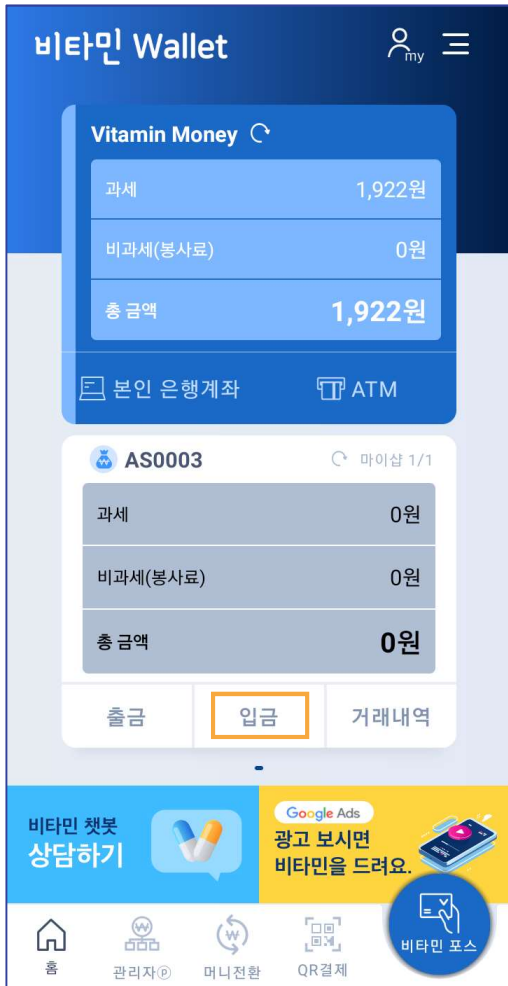 비타민 Wallet
my
Vitamin Money
과세 1,922원
비과세(봉사료) 0원
총 금액 1,922원
본인 은행계좌 ATM
AS0003 마이샵 1/1
과세 0원
비과세(봉사료) 0원
총 금액 0원
출금 입금 거래내역
비타민 챗봇
상담하기
Google Ads
광고 보시면
비타민을 드려요.
비타민 포스
홈 관리자ⓟ 머니전환 QR결제